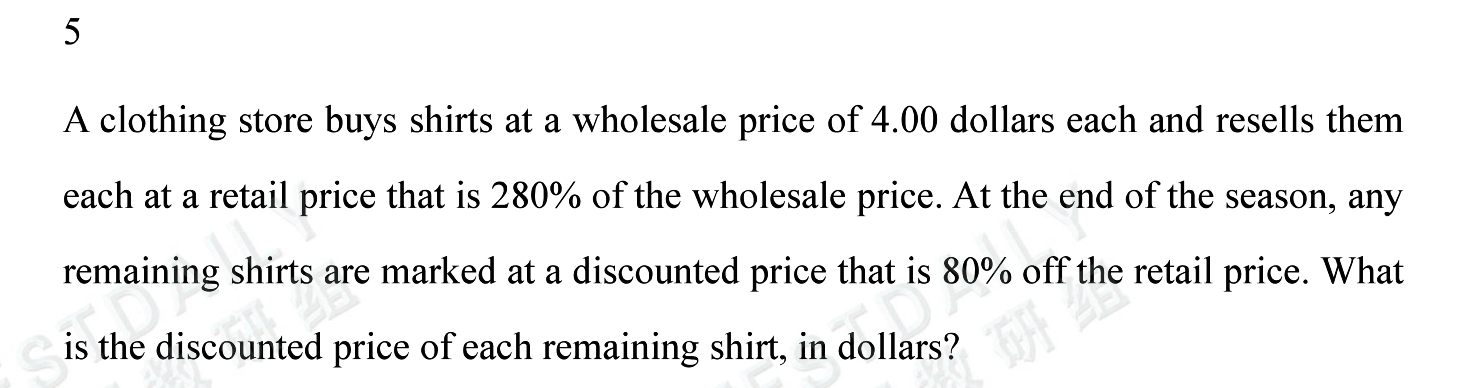 5
A clothing store buys shirts at a wholesale price of 4.00 dollars each and resells them
each at a retail price that is 280% of the wholesale price. At the end of the season, any
remaining shirts are marked at a discounted price that is 80% off the retail price. What
is the discounted price of each remaining shirt, in dollars?